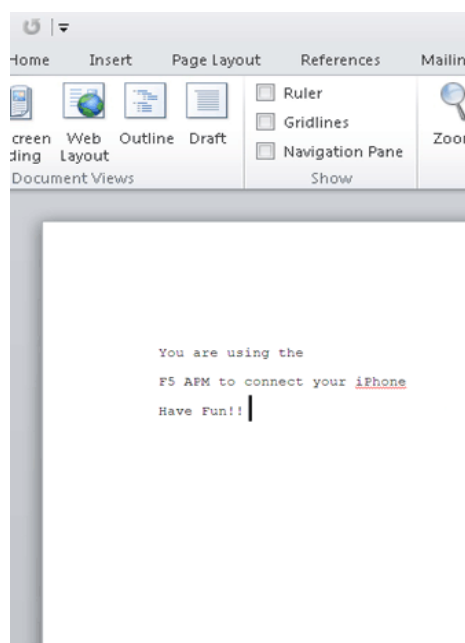 Home Insert Page Layout References Mailin
Ruler
Gridlines
Navigation Pane
creen Web Outline Draft
ding Layout
Zoo
Document Views Show
You are using the
F5 APM to connect your iPhone
Have Fun!!